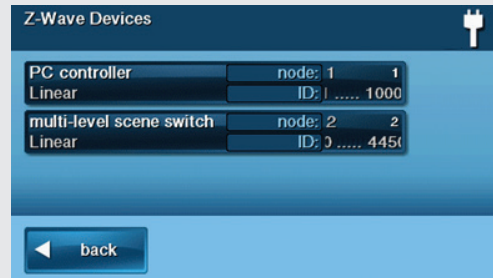 Z-Wave Devices
PC controller node: 1 1
Linear ID: ..... 1000
multi-level scene switch node: 2 2
Linear ID: ..... 445
back